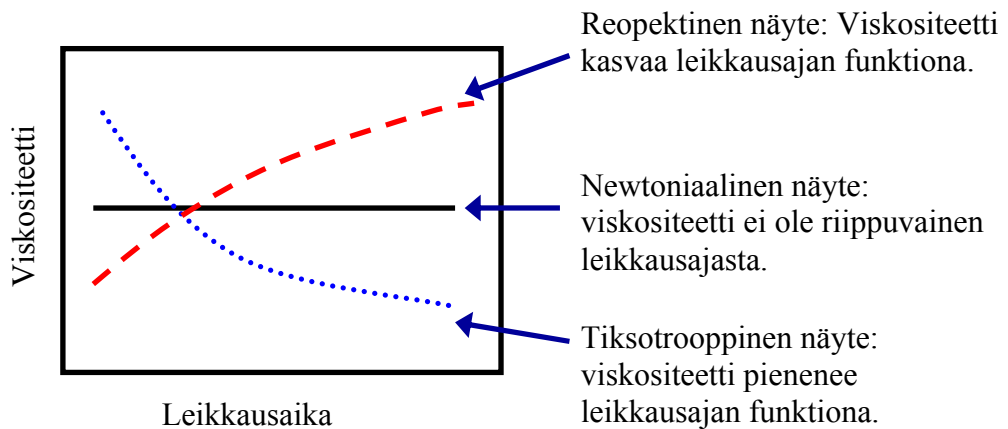 Reopektinen näyte: Viskositeetti
kasvaa leikkausajan funktiona.
Viskositeetti
Newtoniaalinen näyte:
viskositeetti ei ole riippuvainen
leikkausajasta.
Tiksotrooppinen näyte:
viskositeetti pienenee
leikkausajan funktiona.
Leikkausaika